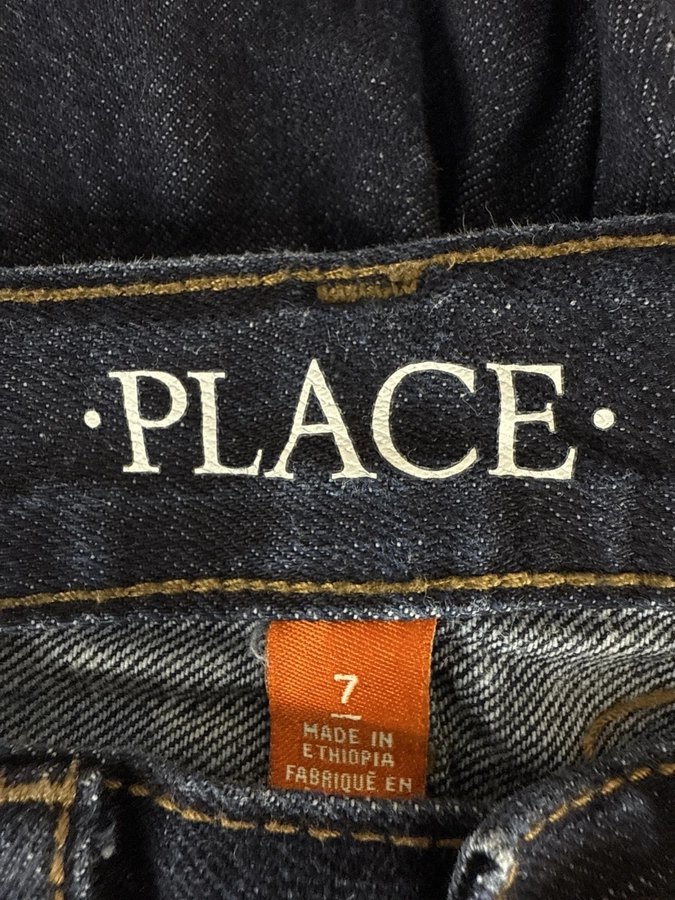 ·PLACE·
7
MADE IN
ETHIOPIA
FABRIQUÉ EN